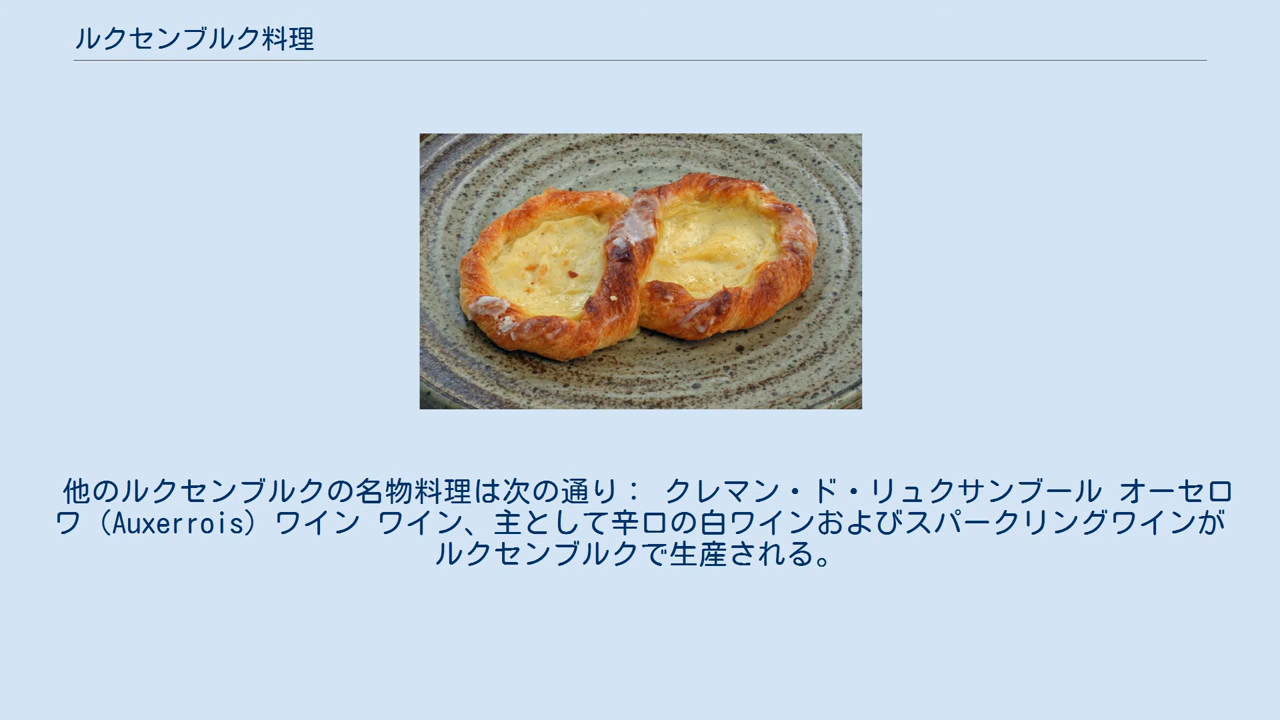 ルクセンブルク料理
他のルクセンブルクの名物料理は次の通り： クレマン・ド・リュクサンブール オーセロ
ワ（Auxerrois）ワイン ワイン、主として辛口の白ワインおよびスパークリングワインが
ルクセンブルクで生産される。